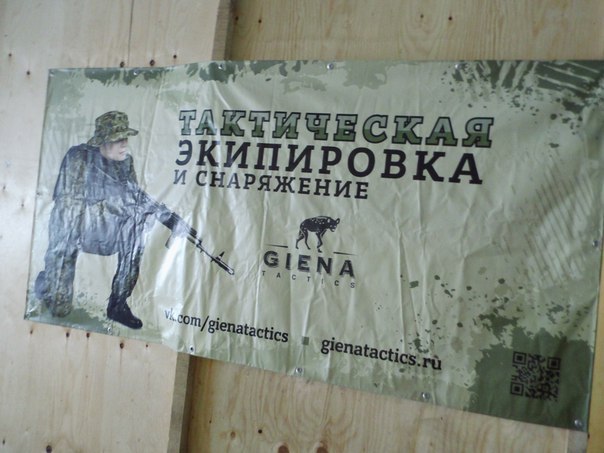 ТАКТИЧЕСКАЯ
ЭКИПИРОВКА
И СНАРЯЖЕНИЕ
GIENA
TACTICS
vk.com/gienatactics
gienatactics.ru